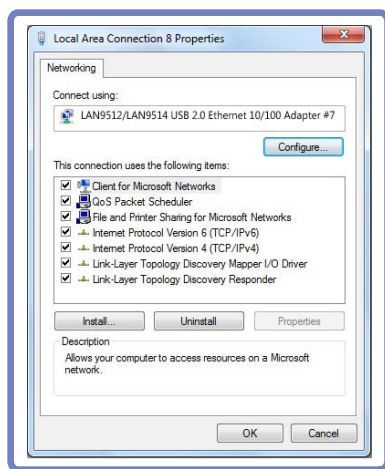 Local Area Connection 8 Properties
Networking
Connect using:
LAN9512/LAN9514 USB 2.0 Ethernet 10/100 Adapter #7
Configure...
This connection uses the following items:
Client for Microsoft Networks
QoS Packet Scheduler
File and Printer Sharing for Microsoft Networks
Internet Protocol Version 6 (TCP/IPv6)
Internet Protocol Version 4 (TCP/IPv4)
Link-Layer Topology Discovery Mapper I/O Driver
Link-Layer Topology Discovery Responder
Install... Uninstall Properties
Description
Allows your computer to access resources on a Microsoft
network.
OK Cancel